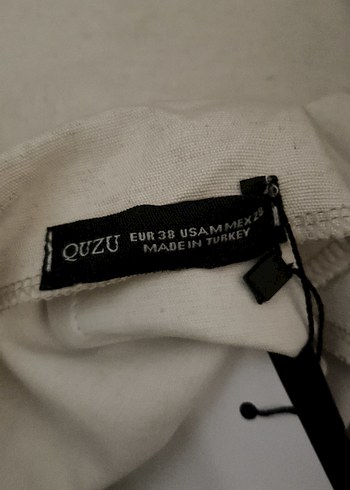 QUZU
EUR 38 USA M MEX 28
MADE IN TURKEY